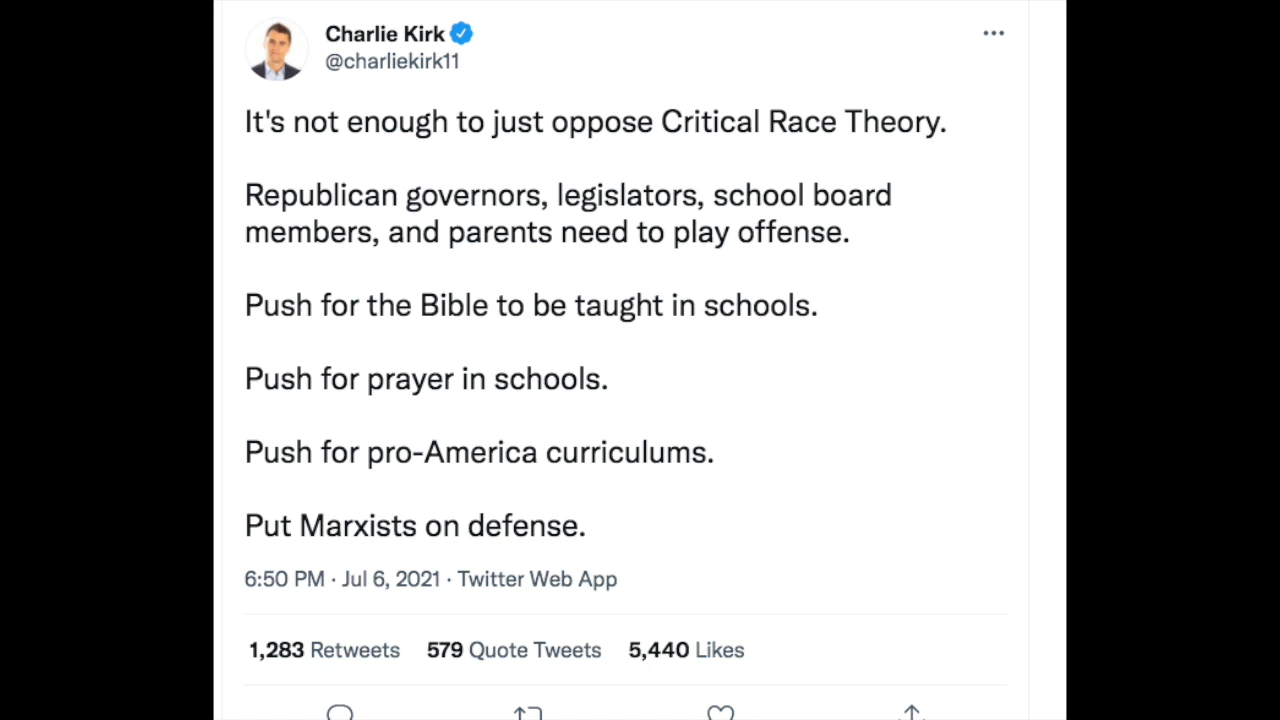 Charlie Kirk
@charliekirk11
It's not enough to just oppose Critical Race Theory.
Republican governors, legislators, school board
members, and parents need to play offense.
Push for the Bible to be taught in schools.
Push for prayer in schools.
Push for pro-America curriculums.
Put Marxists on defense.
6:50 PM · Jul 6, 2021 · Twitter Web App
1,283 Retweets 579 Quote Tweets 5,440 Likes